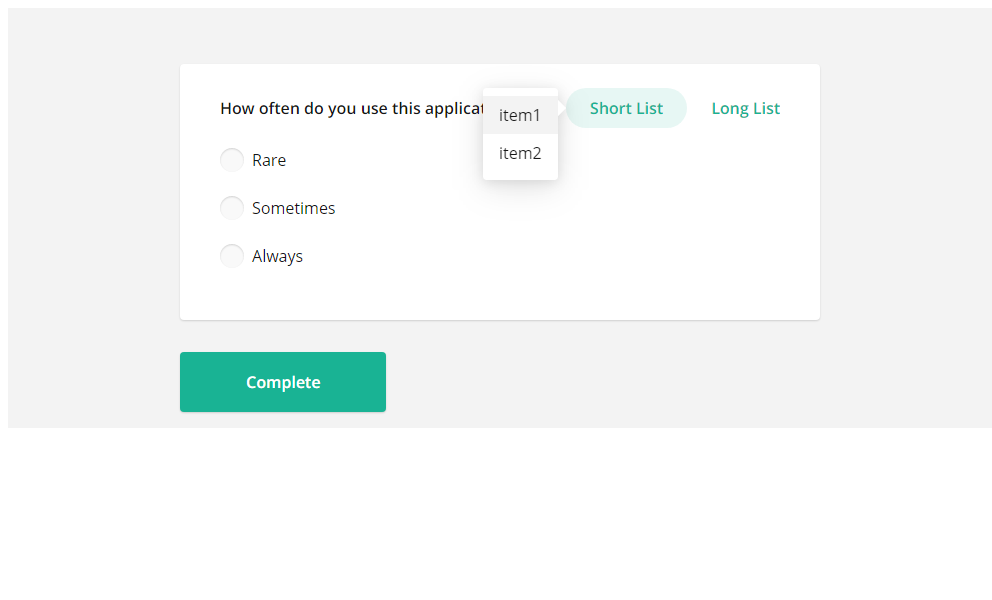 How often do you use this applicat
Short List
Long List
item1
item2
Rare
Sometimes
Always
Complete